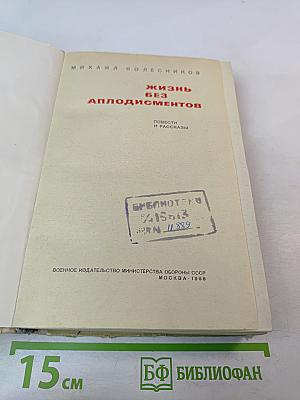 МИХАИЛ КОЛЕСНИКОВ
ЖИЗНЬ
БЕЗ
АПЛОДИСМЕНТОВ
ПОВЕСТИ
И РАССКАЗЫ
БИБЛИОТЕКА
ВОЕННОЕ ИЗДАТЕЛЬСТВО МИНИСТЕРСТВА ОБОРОНЫ СССР
МОСКВА-1968
15 см
БФ БИБЛИОФАН